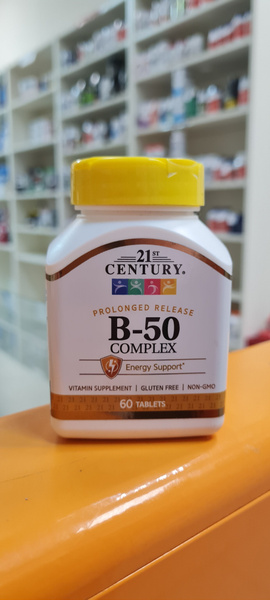 21ST
CENTURY®
PROLONGED RELEASE
B-50
COMPLEX
Energy Support*
VITAMIN SUPPLEMENT | GLUTEN FREE | NON-GMO
60 TABLETS